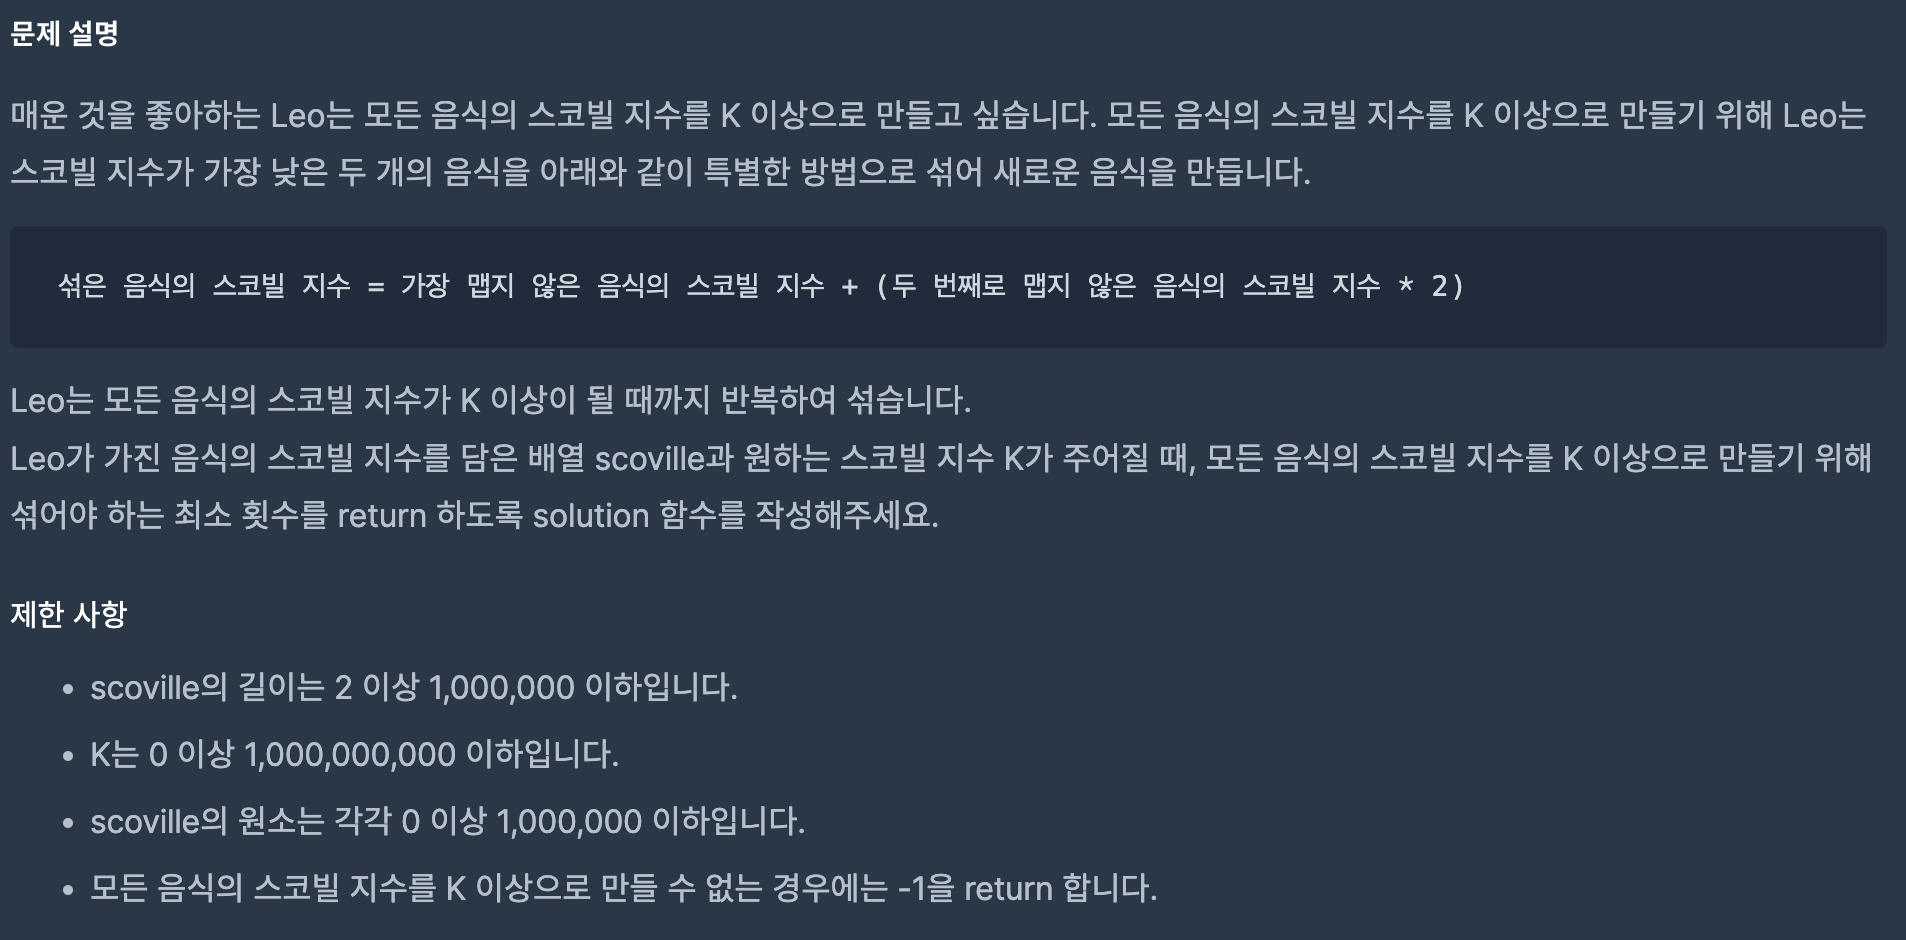 문제 설명
매운 것을 좋아하는 Leo는 모든 음식의 스코빌 지수를 K 이상으로 만들고 싶습니다. 모든 음식의 스코빌 지수를 K 이상으로 만들기 위해 Leo는
스코빌 지수가 가장 낮은 두 개의 음식을 아래와 같이 특별한 방법으로 섞어 새로운 음식을 만듭니다.
섞은 음식의 스코빌 지수 = 가장 맵지 않은 음식의 스코빌 지수 + (두 번째로 맵지 않은 음식의 스코빌 지수 * 2)
Leo는 모든 음식의 스코빌 지수가 K 이상이 될 때까지 반복하여 섞습니다.
Leo가 가진 음식의 스코빌 지수를 담은 배열 scoville과 원하는 스코빌 지수 K가 주어질 때, 모든 음식의 스코빌 지수를 K 이상으로 만들기 위해
섞어야 하는 최소 횟수를 return 하도록 solution 함수를 작성해주세요.
제한 사항
• scoville의 길이는 2 이상 1,000,000 이하입니다.
• K는 0 이상 1,000,000,000 이하입니다.
• scoville의 원소는 각각 0 이상 1,000,000 이하입니다.
• 모든 음식의 스코빌 지수를 K 이상으로 만들 수 없는 경우에는 -1을 return 합니다.